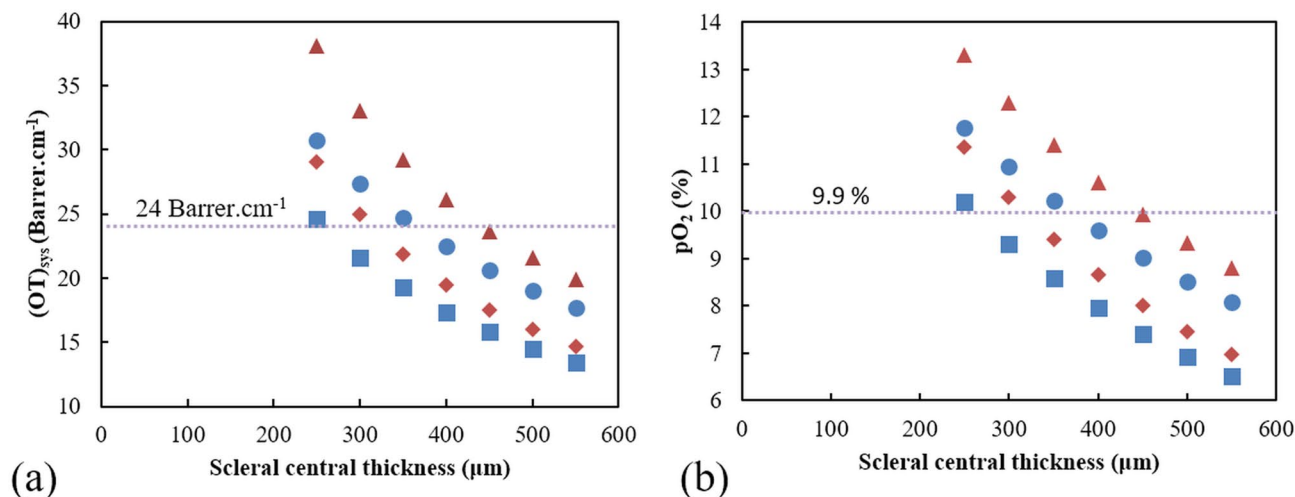 40
35
30
25
20
15
10
(OT)sys (Barrer.cm-1)
24 Barrer.cm-1
0 100 200 300 400 500 600
Scleral central thickness (µm)
(a)
14
13
12
11
10
9
8
7
6
pO2 (%)
9.9 %
0 100 200 300 400 500 600
Scleral central thickness (µm)
(b)